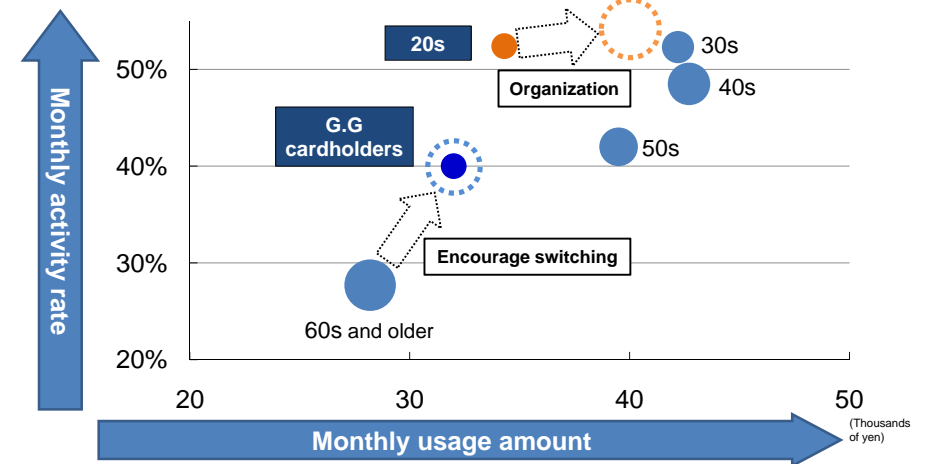 20s
30s
50%
Organization
40s
G.G
cardholders
50s
40%
Monthly activity rate
30%
Encourage switching
60s and older
20%
20
30
40
50
(Thousands
of yen)
Monthly usage amount